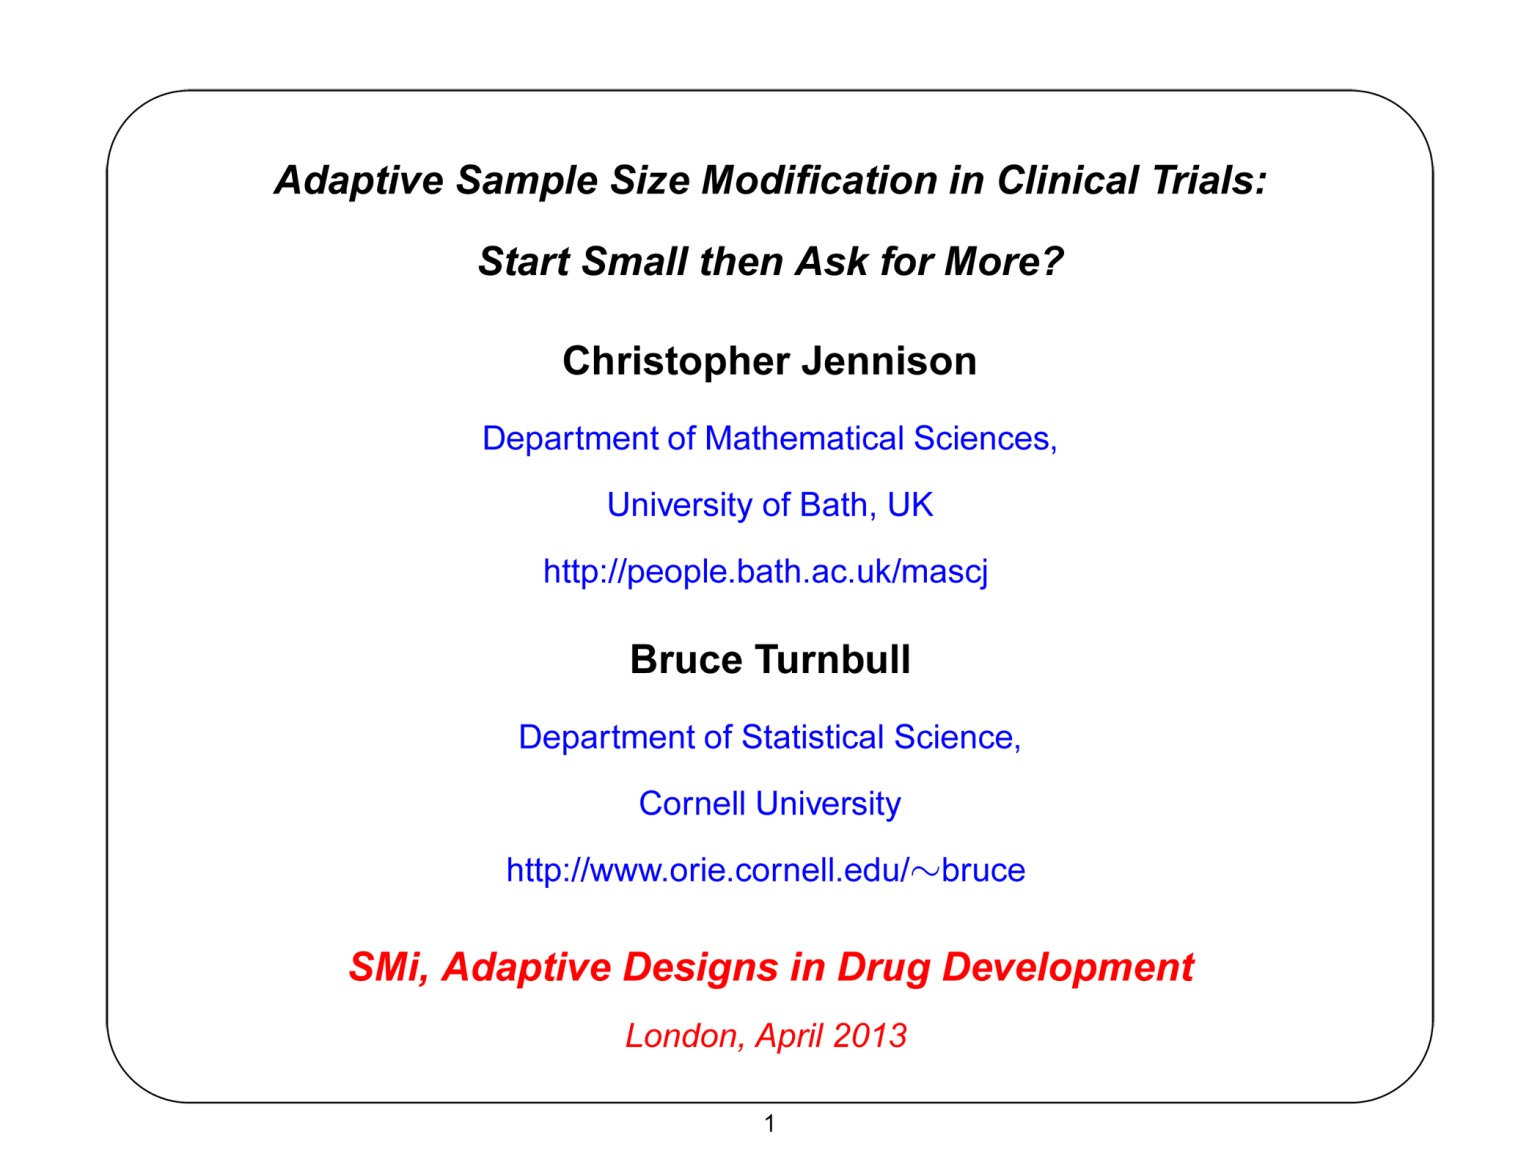 Adaptive Sample Size Modification in Clinical Trials:
Start Small then Ask for More?
Christopher Jennison
Department of Mathematical Sciences,
University of Bath, UK
http://people.bath.ac.uk/mascj
Bruce Turnbull
Department of Statistical Science,
Cornell University
http://www.orie.cornell.edu/∼bruce
SMi, Adaptive Designs in Drug Development
London, April 2013
1